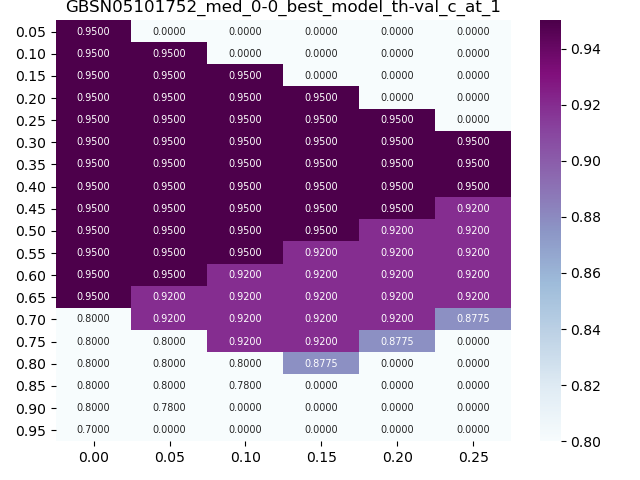 GBSN05101752_med_0-0_best_model_th-val_c_at_1
0.05 0.9500 0.0000 0.0000 0.0000 0.0000 0.0000
0.10 0.9500 0.9500 0.0000 0.0000 0.0000 0.0000
0.15 0.9500 0.9500 0.9500 0.0000 0.0000 0.0000
0.20 0.9500 0.9500 0.9500 0.9500 0.0000 0.0000
0.25 0.9500 0.9500 0.9500 0.9500 0.9500 0.0000
0.30 0.9500 0.9500 0.9500 0.9500 0.9500 0.9500
0.35 0.9500 0.9500 0.9500 0.9500 0.9500 0.9500
0.40 0.9500 0.9500 0.9500 0.9500 0.9500 0.9500
0.45 0.9500 0.9500 0.9500 0.9500 0.9500 0.9200
0.50 0.9500 0.9500 0.9500 0.9500 0.9200 0.9200
0.55 0.9500 0.9500 0.9500 0.9200 0.9200 0.9200
0.60 0.9500 0.9500 0.9200 0.9200 0.9200 0.9200
0.65 0.9500 0.9200 0.9200 0.9200 0.9200 0.9200
0.70 0.8000 0.9200 0.9200 0.9200 0.9200 0.8775
0.75 0.8000 0.8000 0.9200 0.9200 0.8775 0.0000
0.80 0.8000 0.8000 0.8000 0.8775 0.0000 0.0000
0.85 0.8000 0.8000 0.7800 0.0000 0.0000 0.0000
0.90 0.8000 0.7800 0.0000 0.0000 0.0000 0.0000
0.95 0.7000 0.0000 0.0000 0.0000 0.0000 0.0000
0.00 0.05 0.10 0.15 0.20 0.25
0.94
0.92
0.90
0.88
0.86
0.84
0.82
0.80